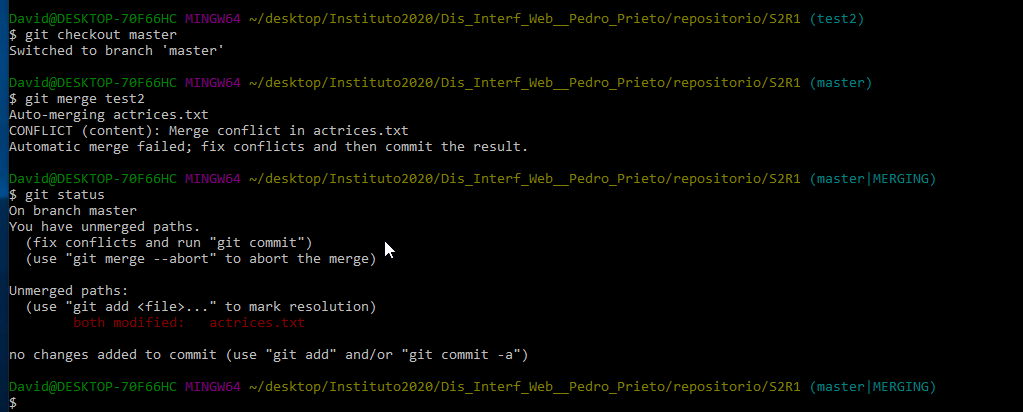 David@DESKTOP-70F66HC MINGW64 ~/desktop/Instituto2020/Dis_Interf_Web__Pedro_Prieto/repositorio/S2R1 (test2)
$ git checkout master
Switched to branch 'master'
David@DESKTOP-70F66HC MINGW64 ~/desktop/Instituto2020/Dis_Interf_Web__Pedro_Prieto/repositorio/S2R1 (master)
$ git merge test2
Auto-merging actrices.txt
CONFLICT (content): Merge conflict in actrices.txt
Automatic merge failed; fix conflicts and then commit the result.
David@DESKTOP-70F66HC MINGW64 ~/desktop/Instituto2020/Dis_Interf_Web__Pedro_Prieto/repositorio/S2R1 (master|MERGING)
$ git status
On branch master
You have unmerged paths.
  (fix conflicts and run "git commit")
  (use "git merge --abort" to abort the merge)
Unmerged paths:
  (use "git add <file>..." to mark resolution)
        both modified:   actrices.txt
no changes added to commit (use "git add" and/or "git commit -a")
David@DESKTOP-70F66HC MINGW64 ~/desktop/Instituto2020/Dis_Interf_Web__Pedro_Prieto/repositorio/S2R1 (master|MERGING)
$